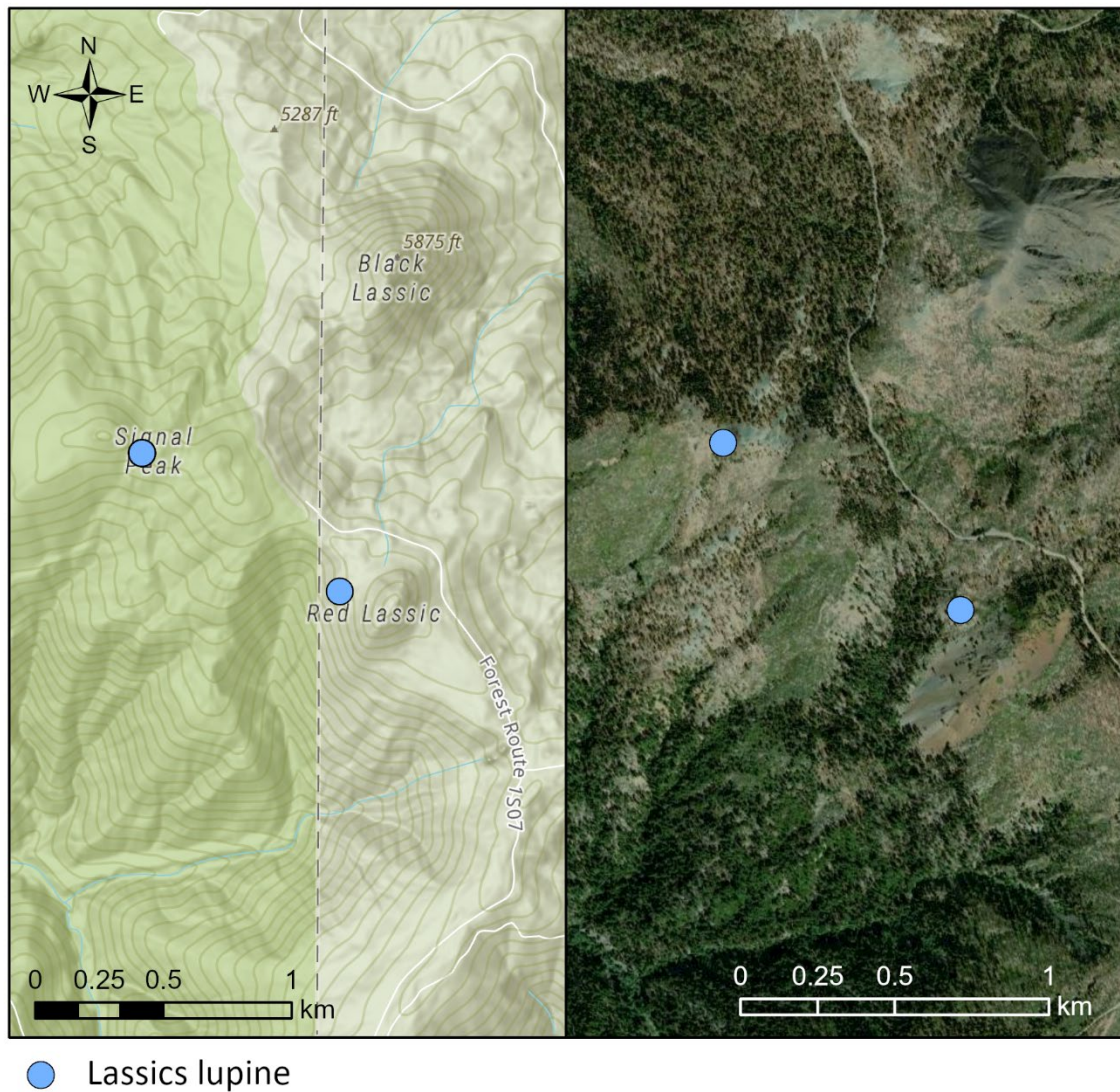 N
W E
S
5287 ft
5875 ft
Black
Lassic
Signal
Peak
Red Lassic
Forest Route 1S07
0 0.25 0.5 1
km
0 0.25 0.5 1
km
Lassics lupine